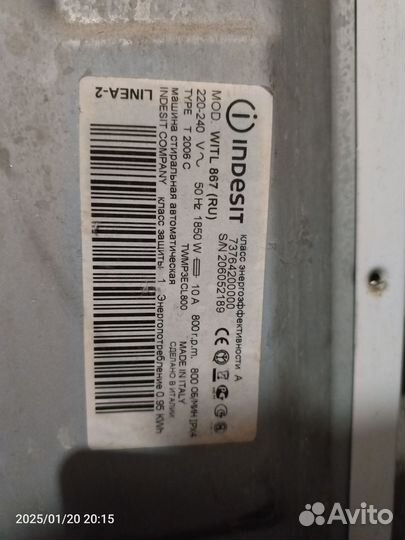 INDESIT
MOD. WITL 867 (RU)
220-240 V 50 Hz 1850 W 10 A 800 r.p.m. 800 ОБ/МИН IPX4
TYPE T 2006 C TWMP3ECL800 MADE IN ITALY
машина стиральная автоматическая СДЕЛАНО В ИТАЛИИ
INDESIT COMPANY класс защиты: 1 Энергопотребление 0.95 KWh
класс энергоэффективности A
73764200000
S/N 206052189
CE
LINEA-2
2025/01/20 20:15
Avito